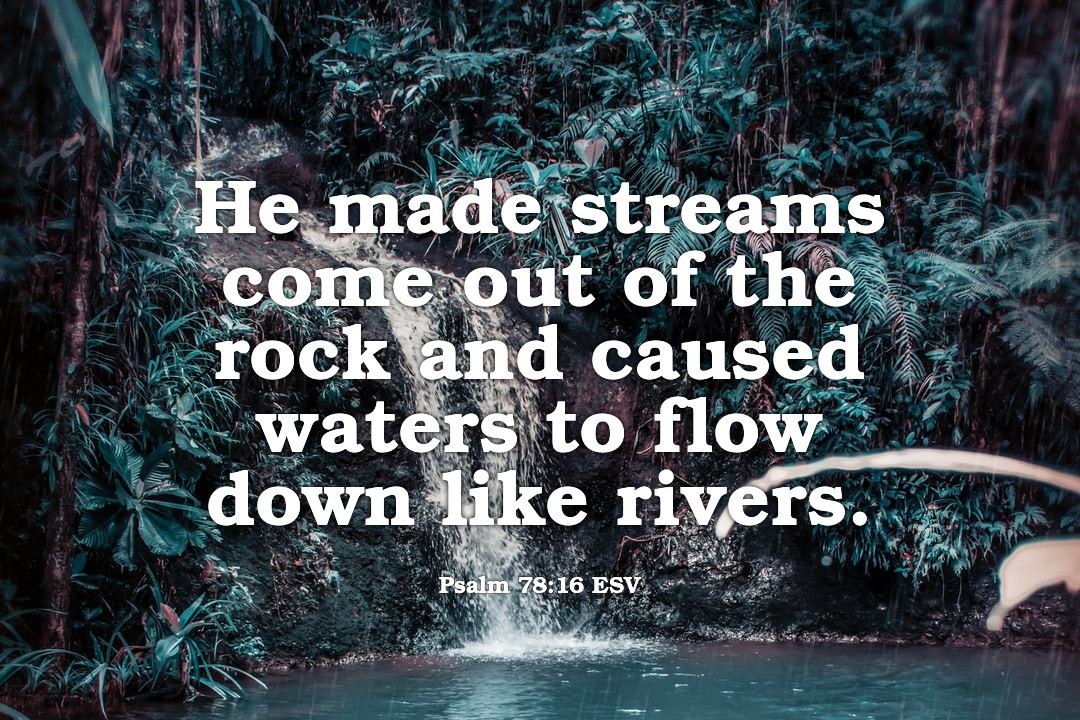 He made streams
come out of the
rock and caused
waters to flow
down like rivers.
Psalm 78:16 ESV